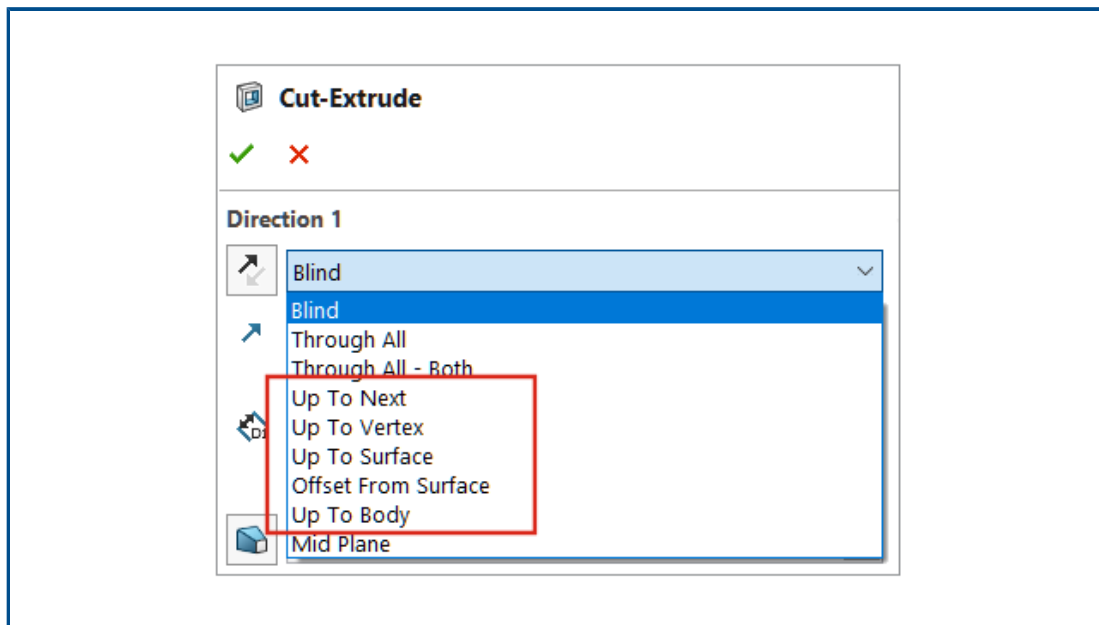 Cut-Extrude
Direction 1
Blind
Blind
Through All
Through All - Both
Up To Next
Up To Vertex
Up To Surface
Offset From Surface
Up To Body
Mid Plane